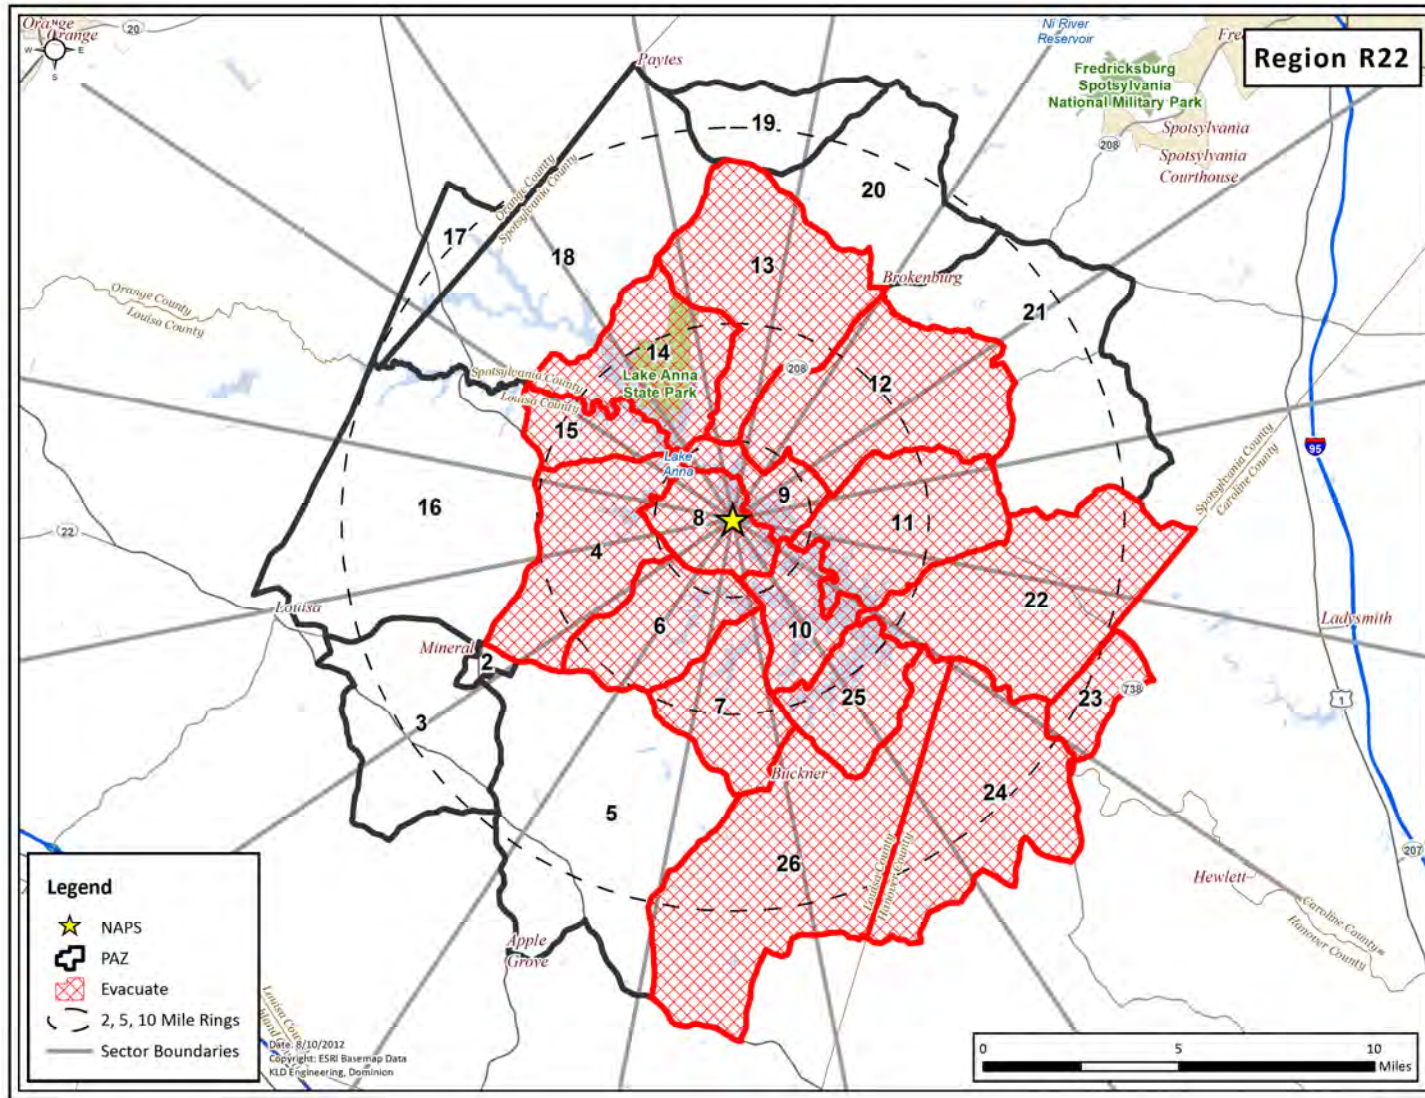 Orange
Orange
20
W
E
S
Paytes
Ni River
Reservoir
Fre
Region R22
Fredricksburg
Spotsylvania
National Military Park
Spotsylvania
208
Spotsylvania
Courthouse
19
20
17
Orange County
Spotsylvania County
18
13
Brokenburg
21
Orange County
Louisa County
14
Lake Anna
State Park
208
12
Spotsylvania County
Louisa County
15
Lake
Anna
95
Spotsylvania County
Caroline County
16
9
8
11
22
4
22
Louisa
6
10
Ladysmith
Mineral
2
23
738
1
3
7
25
Buckner
24
5
26
Louisa County
Hanover County
207
Hewlett
Caroline County
Hanover County
Apple
Grove
Legend
NAPS
PAZ
Evacuate
2, 5, 10 Mile Rings
Sector Boundaries
Date: 8/10/2012
Copyright: ESRI Basemap Data
KLD Engineering, Dominion
0
5
10
Miles